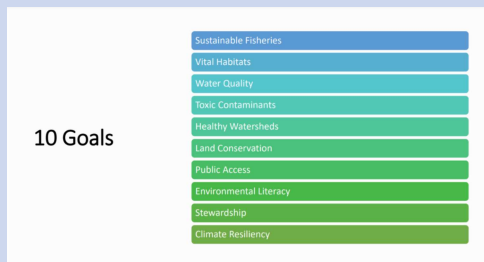 10 Goals
Sustainable Fisheries
Vital Habitats
Water Quality
Toxic Contaminants
Healthy Watersheds
Land Conservation
Public Access
Environmental Literacy
Stewardship
Climate Resiliency